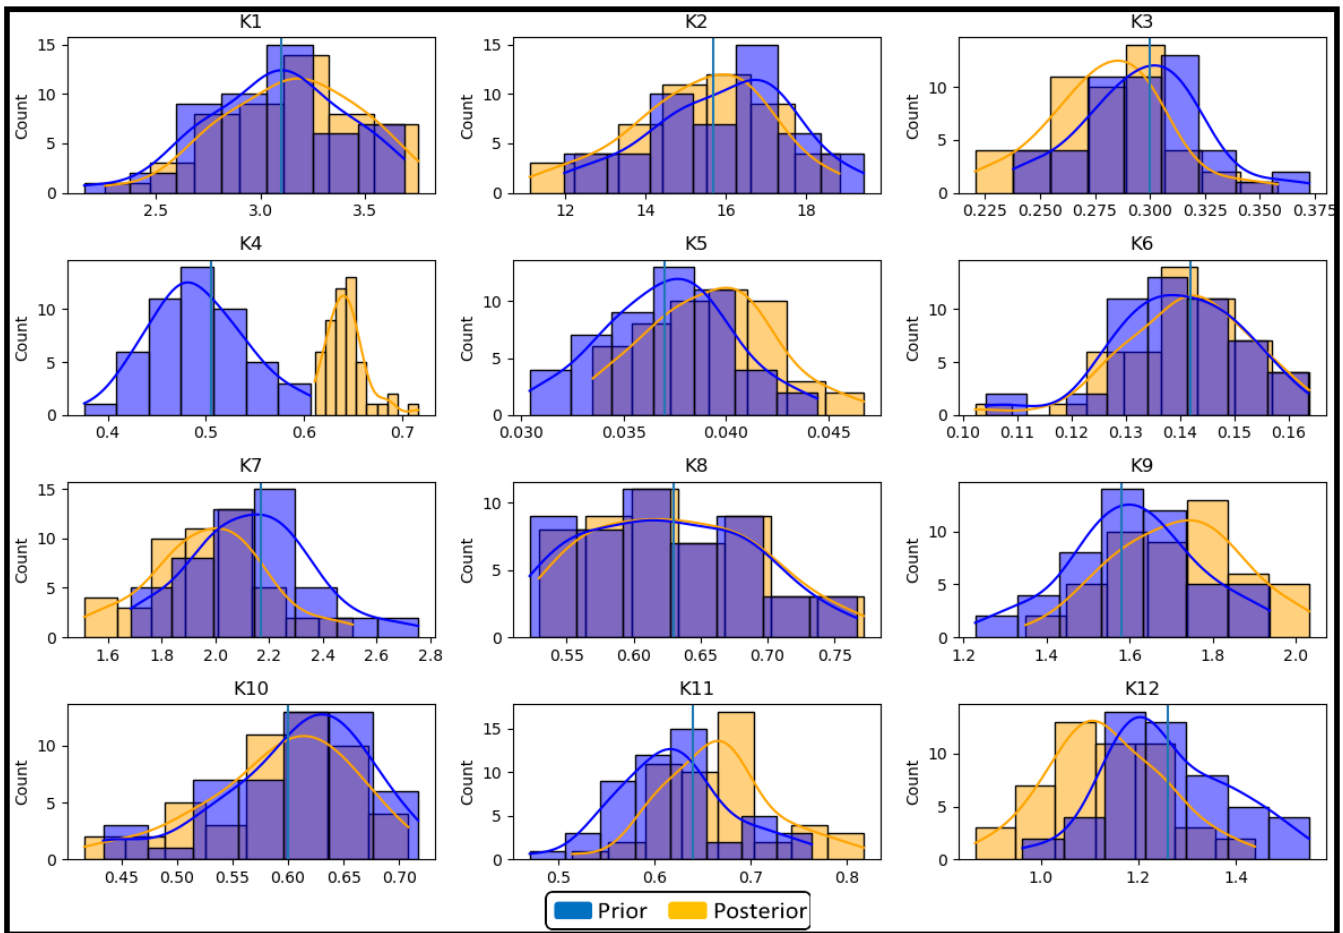 K1 K2 K3
15 15 15
10 10 10
5 5 5
0 0 0
Count Count Count
2.5 3.0 3.5 12 14 16 18 0.225 0.250 0.275 0.300 0.325 0.350 0.375
K4 K5 K6
10 10 10
5 5 5
0 0 0
Count Count Count
0.4 0.5 0.6 0.7 0.030 0.035 0.040 0.045 0.10 0.11 0.12 0.13 0.14 0.15 0.16
K7 K8 K9
15 10 15
10 5 10
5 0 5
0 0
Count Count Count
1.6 1.8 2.0 2.2 2.4 2.6 2.8 0.55 0.60 0.65 0.70 0.75 1.2 1.4 1.6 1.8 2.0
K10 K11 K12
10 15 10
5 10 5
0 5 0
0
Count Count Count
0.45 0.50 0.55 0.60 0.65 0.70 0.5 0.6 0.7 0.8 1.0 1.2 1.4
Prior Posterior